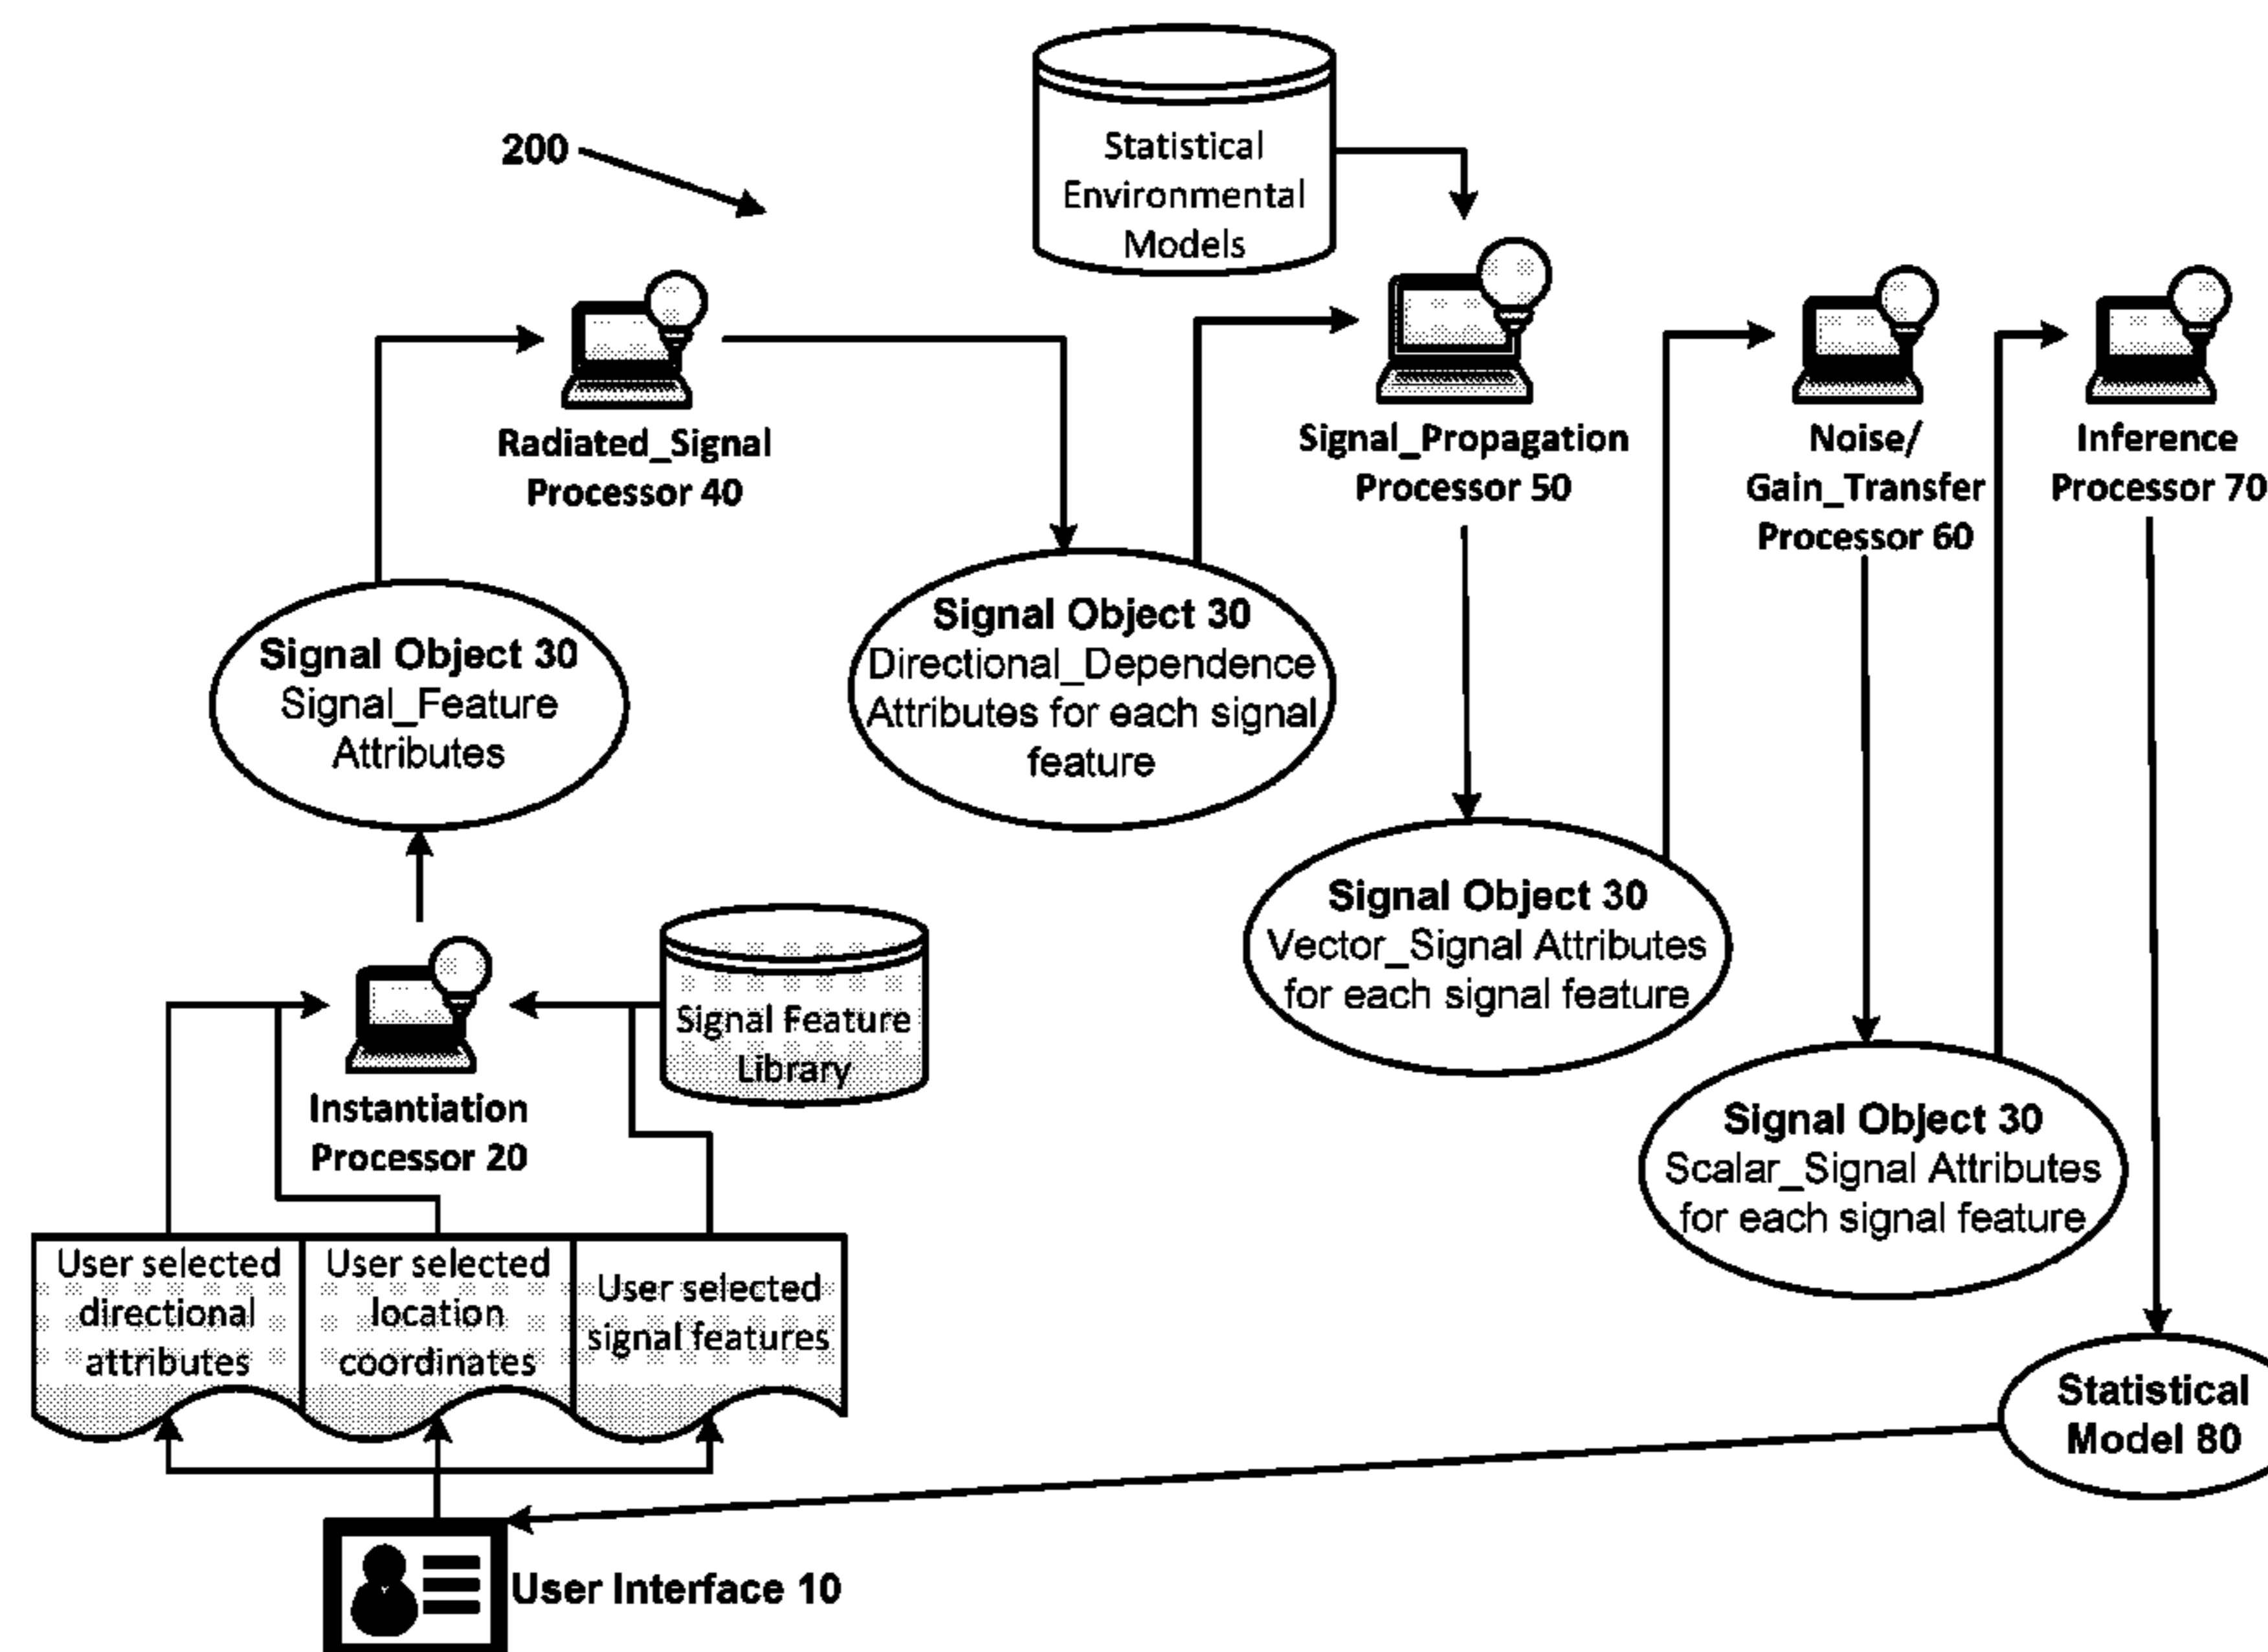 200
Statistical
Environmental
Models
Radiated_Signal
Processor 40
Signal_Propagation
Processor 50
Noise/
Gain_Transfer
Processor 60
Inference
Processor 70
Signal Object 30
Signal_Feature
Attributes
Signal Object 30
Directional_Dependence
Attributes for each signal
feature
Signal Object 30
Vector_Signal Attributes
for each signal feature
Signal Object 30
Scalar_Signal Attributes
for each signal feature
Instantiation
Processor 20
Signal Feature
Library
User selected
directional
attributes
User selected
location
coordinates
User selected
signal features
Statistical
Model 80
User Interface 10